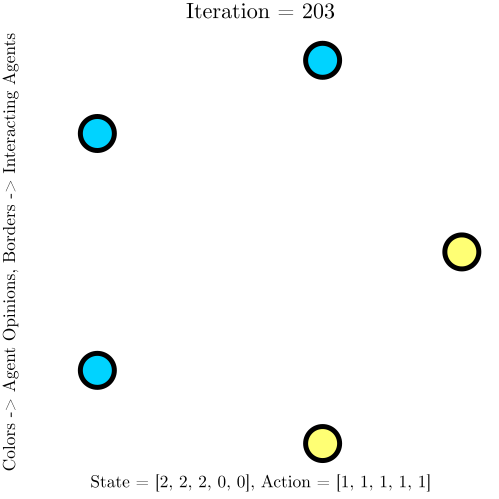 Iteration = 203
Colors -> Agent Opinions, Borders -> Interacting Agents
State = [2, 2, 2, 0, 0], Action = [1, 1, 1, 1, 1]